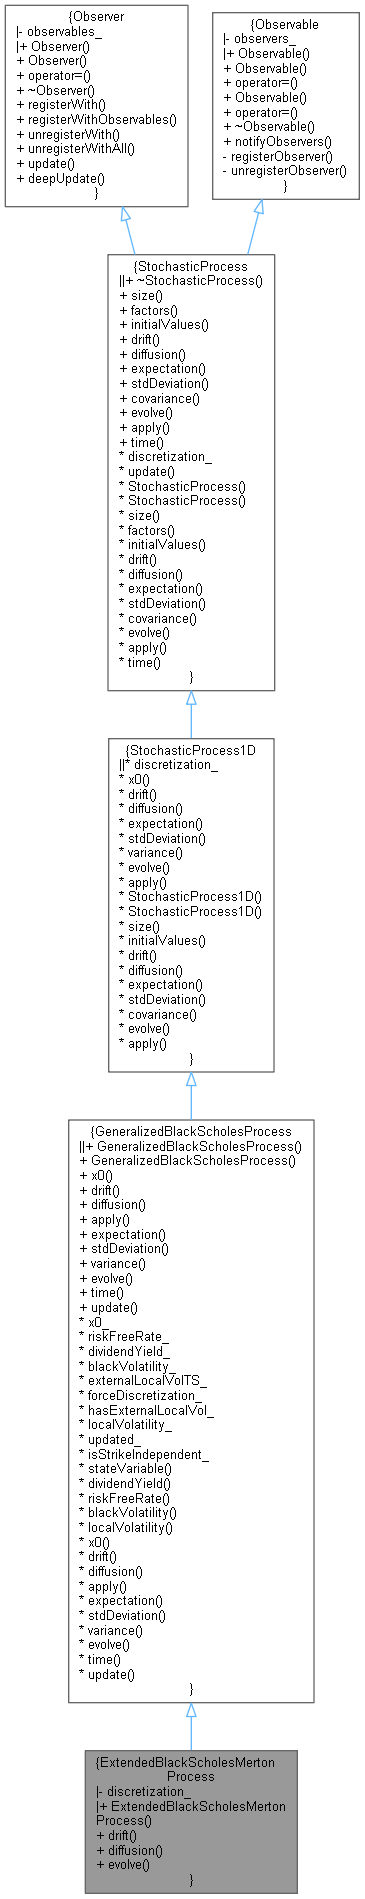 {Observer
|- observables_
|+ Observer()
+ Observer()
+ operator=()
+ ~Observer()
+ registerWith()
+ registerWithObservables()
+ unregisterWith()
+ unregisterWithAll()
+ update()
+ deepUpdate()
}
{Observable
|- observers_
|+ Observable()
+ Observable()
+ operator=()
+ Observable()
+ operator=()
+ ~Observable()
+ notifyObservers()
- registerObserver()
- unregisterObserver()
}
{StochasticProcess
||+ ~StochasticProcess()
+ size()
+ factors()
+ initialValues()
+ drift()
+ diffusion()
+ expectation()
+ stdDeviation()
+ covariance()
+ evolve()
+ apply()
+ time()
* discretization_
* update()
* StochasticProcess()
* StochasticProcess()
* size()
* factors()
* initialValues()
* drift()
* diffusion()
* expectation()
* stdDeviation()
* covariance()
* evolve()
* apply()
* time()
}
{StochasticProcess1D
||* discretization_
* x0()
* drift()
* diffusion()
* expectation()
* stdDeviation()
* variance()
* evolve()
* apply()
* StochasticProcess1D()
* StochasticProcess1D()
* size()
* initialValues()
* drift()
* diffusion()
* expectation()
* stdDeviation()
* covariance()
* evolve()
* apply()
}
{GeneralizedBlackScholesProcess
||+ GeneralizedBlackScholesProcess()
+ GeneralizedBlackScholesProcess()
+ x0()
+ drift()
+ diffusion()
+ apply()
+ expectation()
+ stdDeviation()
+ variance()
+ evolve()
+ time()
+ update()
* x0_
* riskFreeRate_
* dividendYield_
* blackVolatility_
* externalLocalVolTS_
* forceDiscretization_
* hasExternalLocalVol_
* localVolatility_
* updated_
* isStrikeIndependent_
* stateVariable()
* dividendYield()
* riskFreeRate()
* blackVolatility()
* localVolatility()
* x0()
* drift()
* diffusion()
* apply()
* expectation()
* stdDeviation()
* variance()
* evolve()
* time()
* update()
}
{ExtendedBlackScholesMerton
Process
|- discretization_
|+ ExtendedBlackScholesMerton
Process()
+ drift()
+ diffusion()
+ evolve()
}